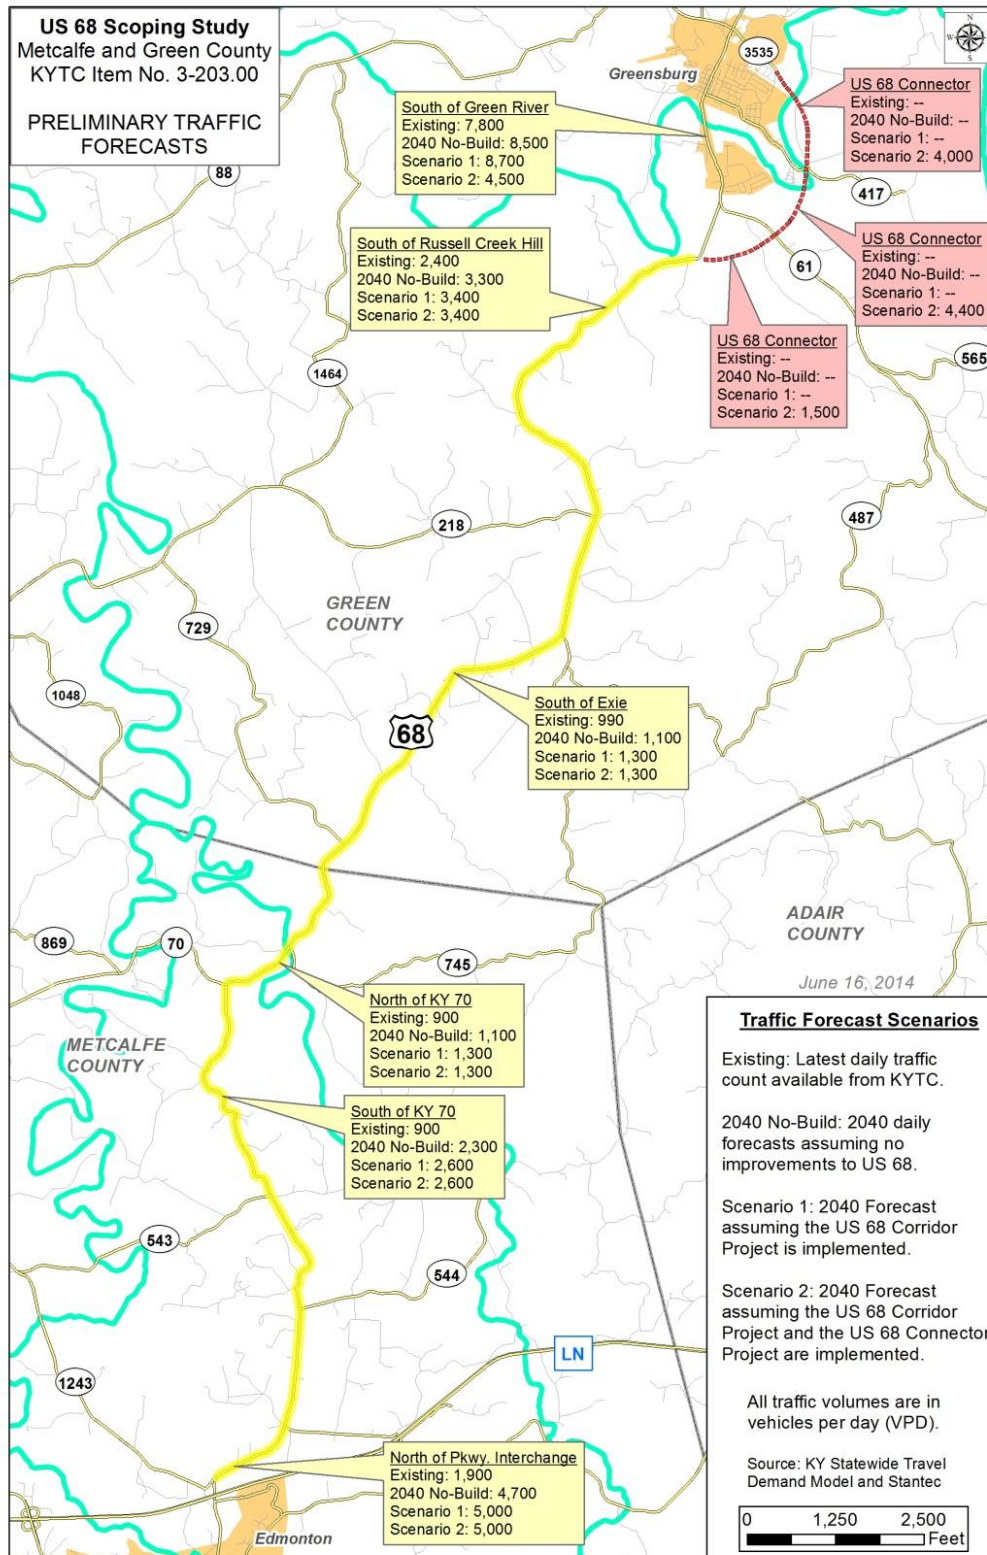 US 68 Scoping Study
Metcalfe and Green County
KYTC Item No. 3-203.00
PRELIMINARY TRAFFIC
FORECASTS
N
W
S
3535
Greensburg
US 68 Connector
Existing: --
2040 No-Build: --
Scenario 1: --
Scenario 2: 4,000
South of Green River
Existing: 7,800
2040 No-Build: 8,500
Scenario 1: 8,700
Scenario 2: 4,500
88
417
South of Russell Creek Hill
Existing: 2,400
2040 No-Build: 3,300
Scenario 1: 3,400
Scenario 2: 3,400
61
US 68 Connector
Existing: --
2040 No-Build: --
Scenario 1: --
Scenario 2: 4,400
US 68 Connector
Existing: --
2040 No-Build: --
Scenario 1: --
Scenario 2: 1,500
565
1464
218
487
GREEN
COUNTY
729
1048
68
South of Exie
Existing: 990
2040 No-Build: 1,100
Scenario 1: 1,300
Scenario 2: 1,300
ADAIR
COUNTY
869
70
745
June 16, 2014
North of KY 70
Existing: 900
2040 No-Build: 1,100
Scenario 1: 1,300
Scenario 2: 1,300
METCALFE
COUNTY
South of KY 70
Existing: 900
2040 No-Build: 2,300
Scenario 1: 2,600
Scenario 2: 2,600
543
544
LN
1243
North of Pkwy. Interchange
Existing: 1,900
2040 No-Build: 4,700
Scenario 1: 5,000
Scenario 2: 5,000
Edmonton
Traffic Forecast Scenarios
Existing: Latest daily traffic
count available from KYTC.
2040 No-Build: 2040 daily
forecasts assuming no
improvements to US 68.
Scenario 1: 2040 Forecast
assuming the US 68 Corridor
Project is implemented.
Scenario 2: 2040 Forecast
assuming the US 68 Corridor
Project and the US 68 Connector
Project are implemented.
All traffic volumes are in
vehicles per day (VPD).
Source: KY Statewide Travel
Demand Model and Stantec
0 1,250 2,500
Feet